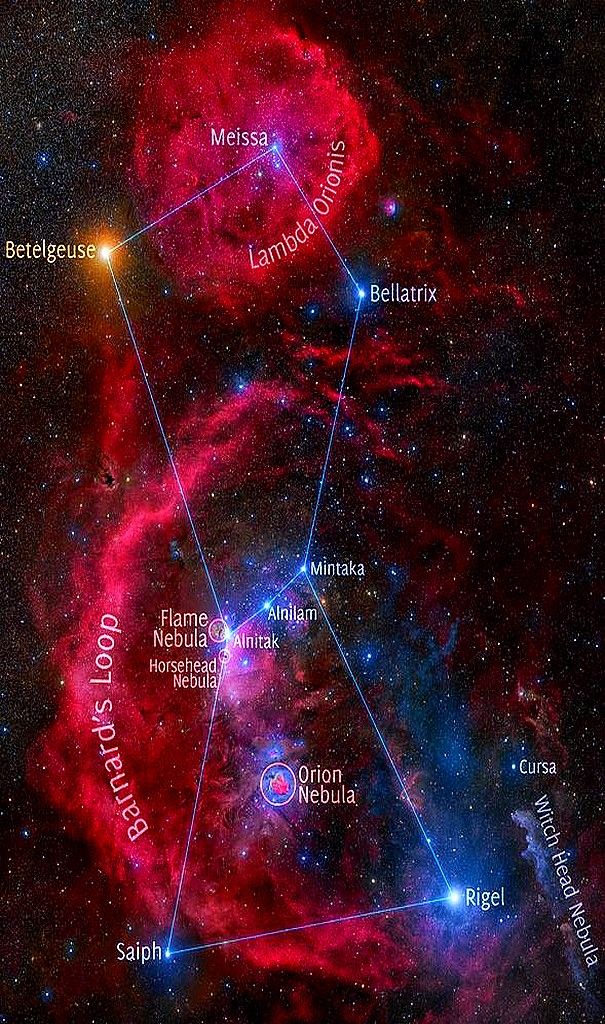 Meissa
Lambda Orionis
Betelgeuse
Bellatrix
Mintaka
Alnilam
Flame
Nebula
Alnitak
Horsehead
Nebula
Barnard's Loop
Orion
Nebula
Cursa
Witch Head Nebula
Rigel
Saiph